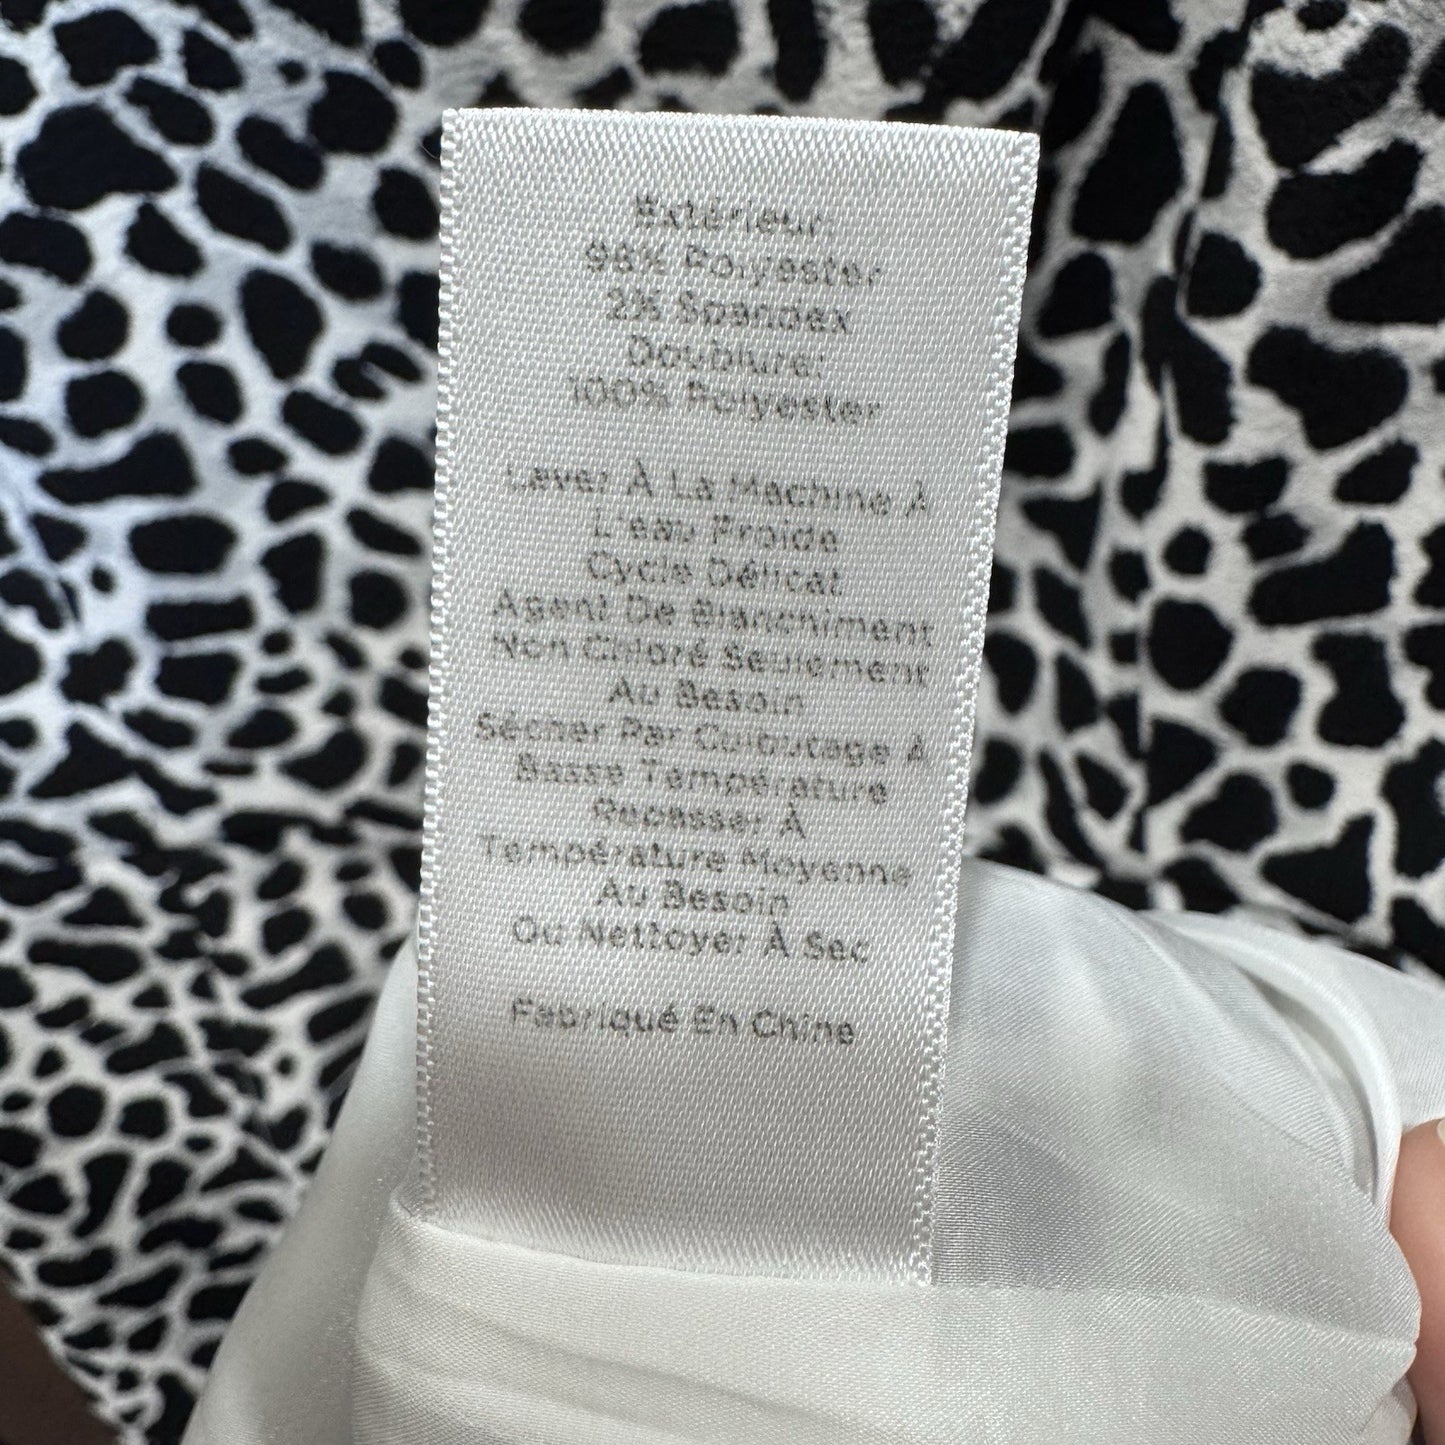 Extérieur:
98% Polyester
2% Spandex
Doublure:
100% Polyester
Laver À La Machine À
L'eau Froide
Cycle Délicat
Agent De Blanchiment
Non Chloré Seulement
Au Besoin
Sécher Par Culbutage À
Basse Température
Repasser À
Température Moyenne
Au Besoin
Ou Nettoyer À Sec
Fabriqué En Chine